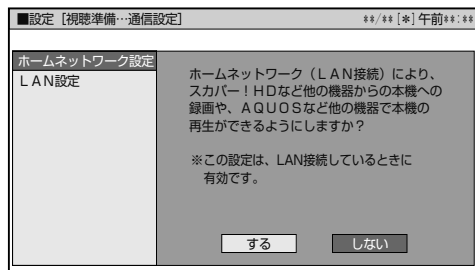 ■設定［視聴準備…通信設定］
**/**[*]午前**:**
ホームネットワーク設定
ＬＡＮ設定
ホームネットワーク（ＬＡＮ接続）により、
スカパー！ＨＤなど他の機器からの本機への
録画や、ＡＱＵＯＳなど他の機器で本機の
再生ができるようにしますか？
※この設定は、LAN接続しているときに
有効です。
する
しない